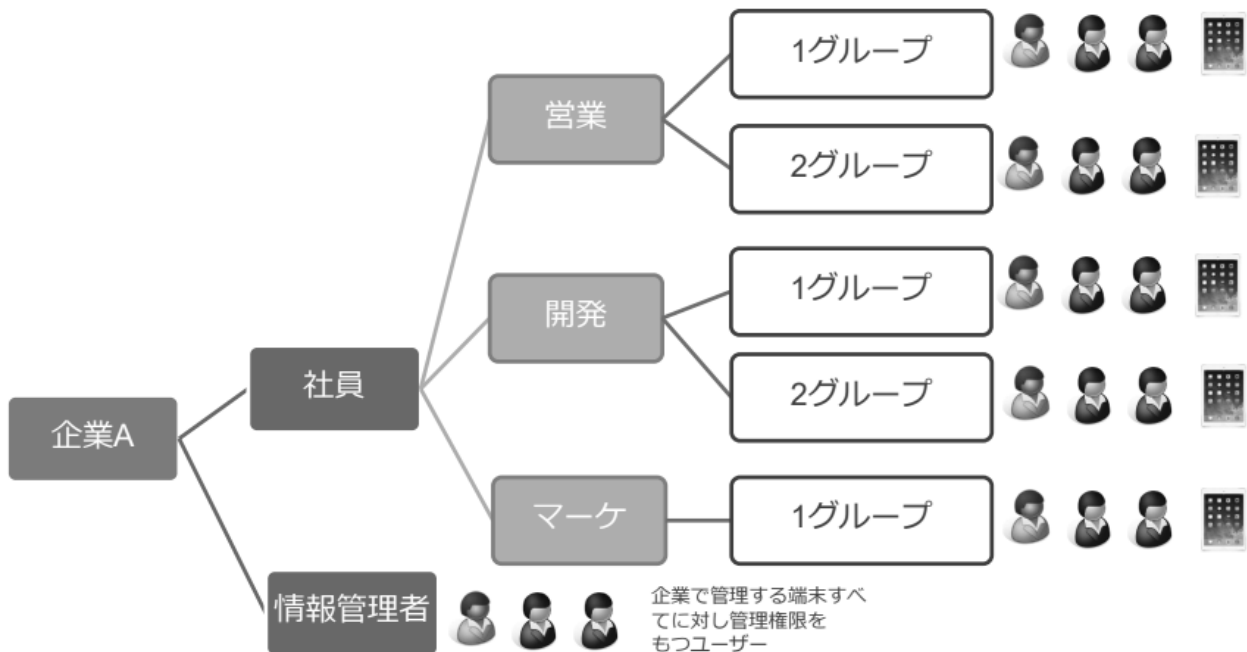 1グループ
営業
2グループ
1グループ
開発
社員
2グループ
企業A
マーケ
1グループ
情報管理者
企業で管理する端末すべ
てに対し管理権限を
もつユーザー